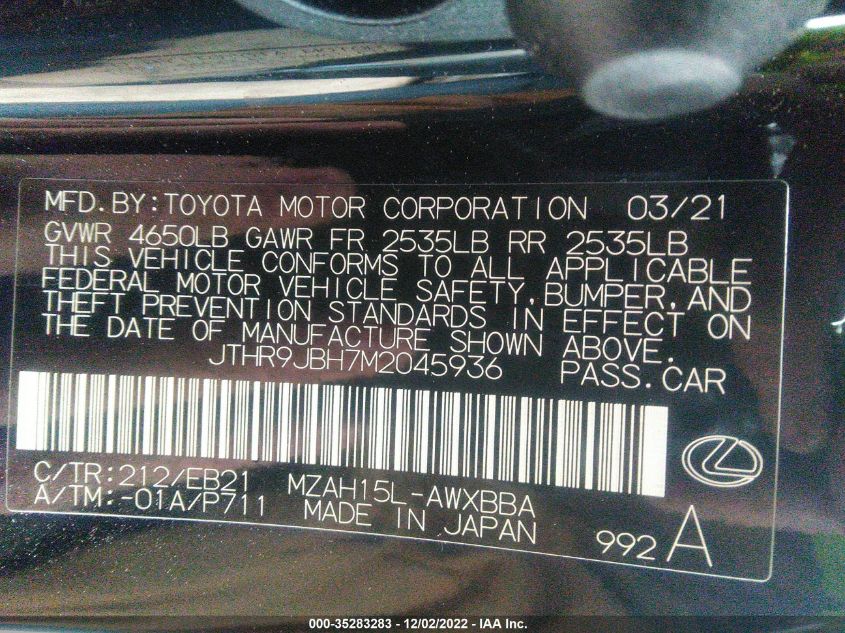 MFD.BY:TOYOTA MOTOR CORPORATION 03/21
GVWR 4650LB GAWR FR 2535LB RR 2535LB
THIS VEHICLE CONFORMS TO ALL APPLICABLE
FEDERAL MOTOR VEHICLE SAFETY,BUMPER,AND
THEFT PREVENTION STANDARDS IN EFFECT ON
THE DATE OF MANUFACTURE SHOWN ABOVE.
JTHR9JBH7M2045936 PASS.CAR
C/TR:212/EB21 MZAH15L-AWXBBA
A/TM:-01A/P711 MADE IN JAPAN
992 A
000-35283283 - 12/02/2022 - IAA Inc.